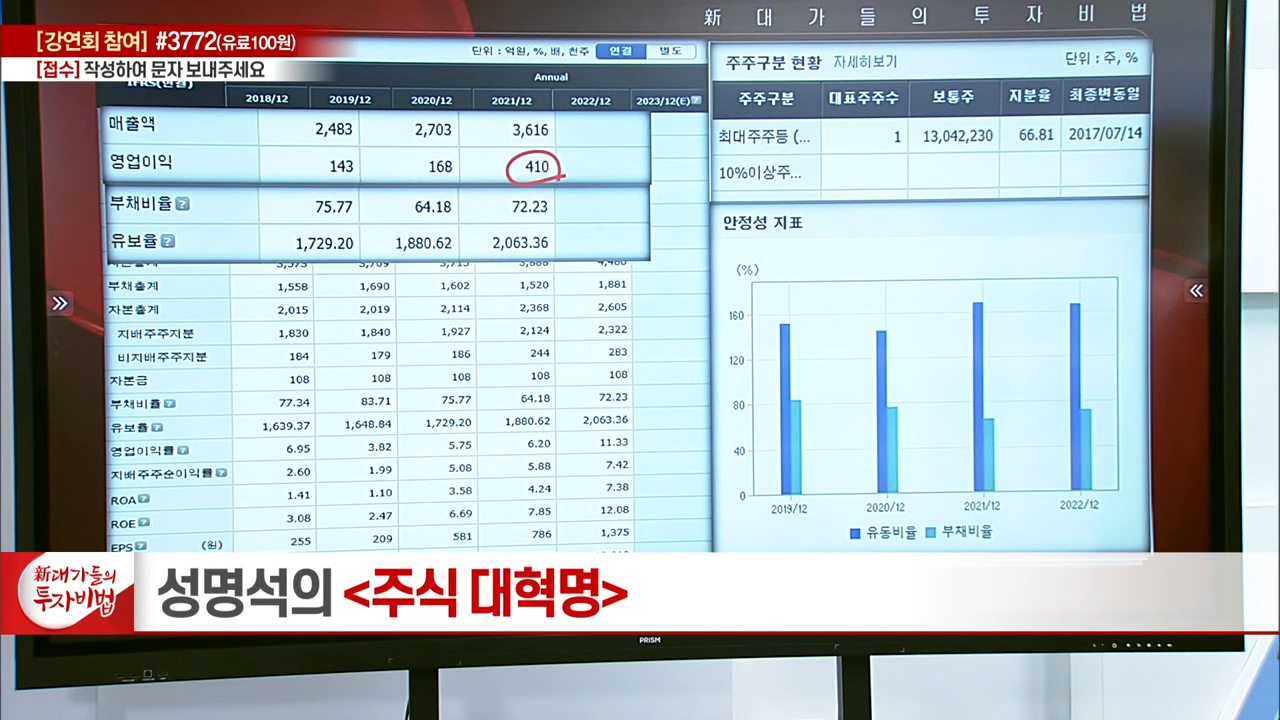 新 대 가 들 의 투 자 비 법
[강연회 참여] #3772(유료100원)
[접수] 작성하여 문자 보내주세요
단위 : 억원, %, 배, 천주 연결 별도
IFRS(연결) Annual
2018/12 2019/12 2020/12 2021/12 2022/12 2023/12(E)
매출액 2,483 2,703 3,616
영업이익 143 168 410
부채비율 75.77 64.18 72.23
유보율 1,729.20 1,880.62 2,063.36
부채총계 1,558 1,690 1,602 1,520 1,881
자본총계 2,015 2,019 2,114 2,368 2,605
지배주주지분 1,830 1,840 1,927 2,124 2,322
비지배주주지분 184 179 186 244 283
자본금 108 108 108 108 108
부채비율 77.34 83.71 75.77 64.18 72.23
유보율 1,639.37 1,648.84 1,729.20 1,880.62 2,063.36
영업이익률 6.95 3.82 5.75 6.20 11.33
지배주주순이익률 2.60 1.99 5.08 5.88 7.42
ROA 1.41 1.10 3.58 4.24 7.38
ROE 3.08 2.47 6.69 7.85 12.08
EPS (원) 255 209 581 786 1,375
주주구분 현황 자세히보기 단위 : 주, %
주주구분 대표주주수 보통주 지분율 최종변동일
최대주주등 (... 1 13,042,230 66.81 2017/07/14
10%이상주...
안정성 지표
(%)
160
120
80
40
0
2019/12 2020/12 2021/12 2022/12
유동비율 부채비율
新대가들의
투자비법
성명석의 <주식 대혁명>
PRISM